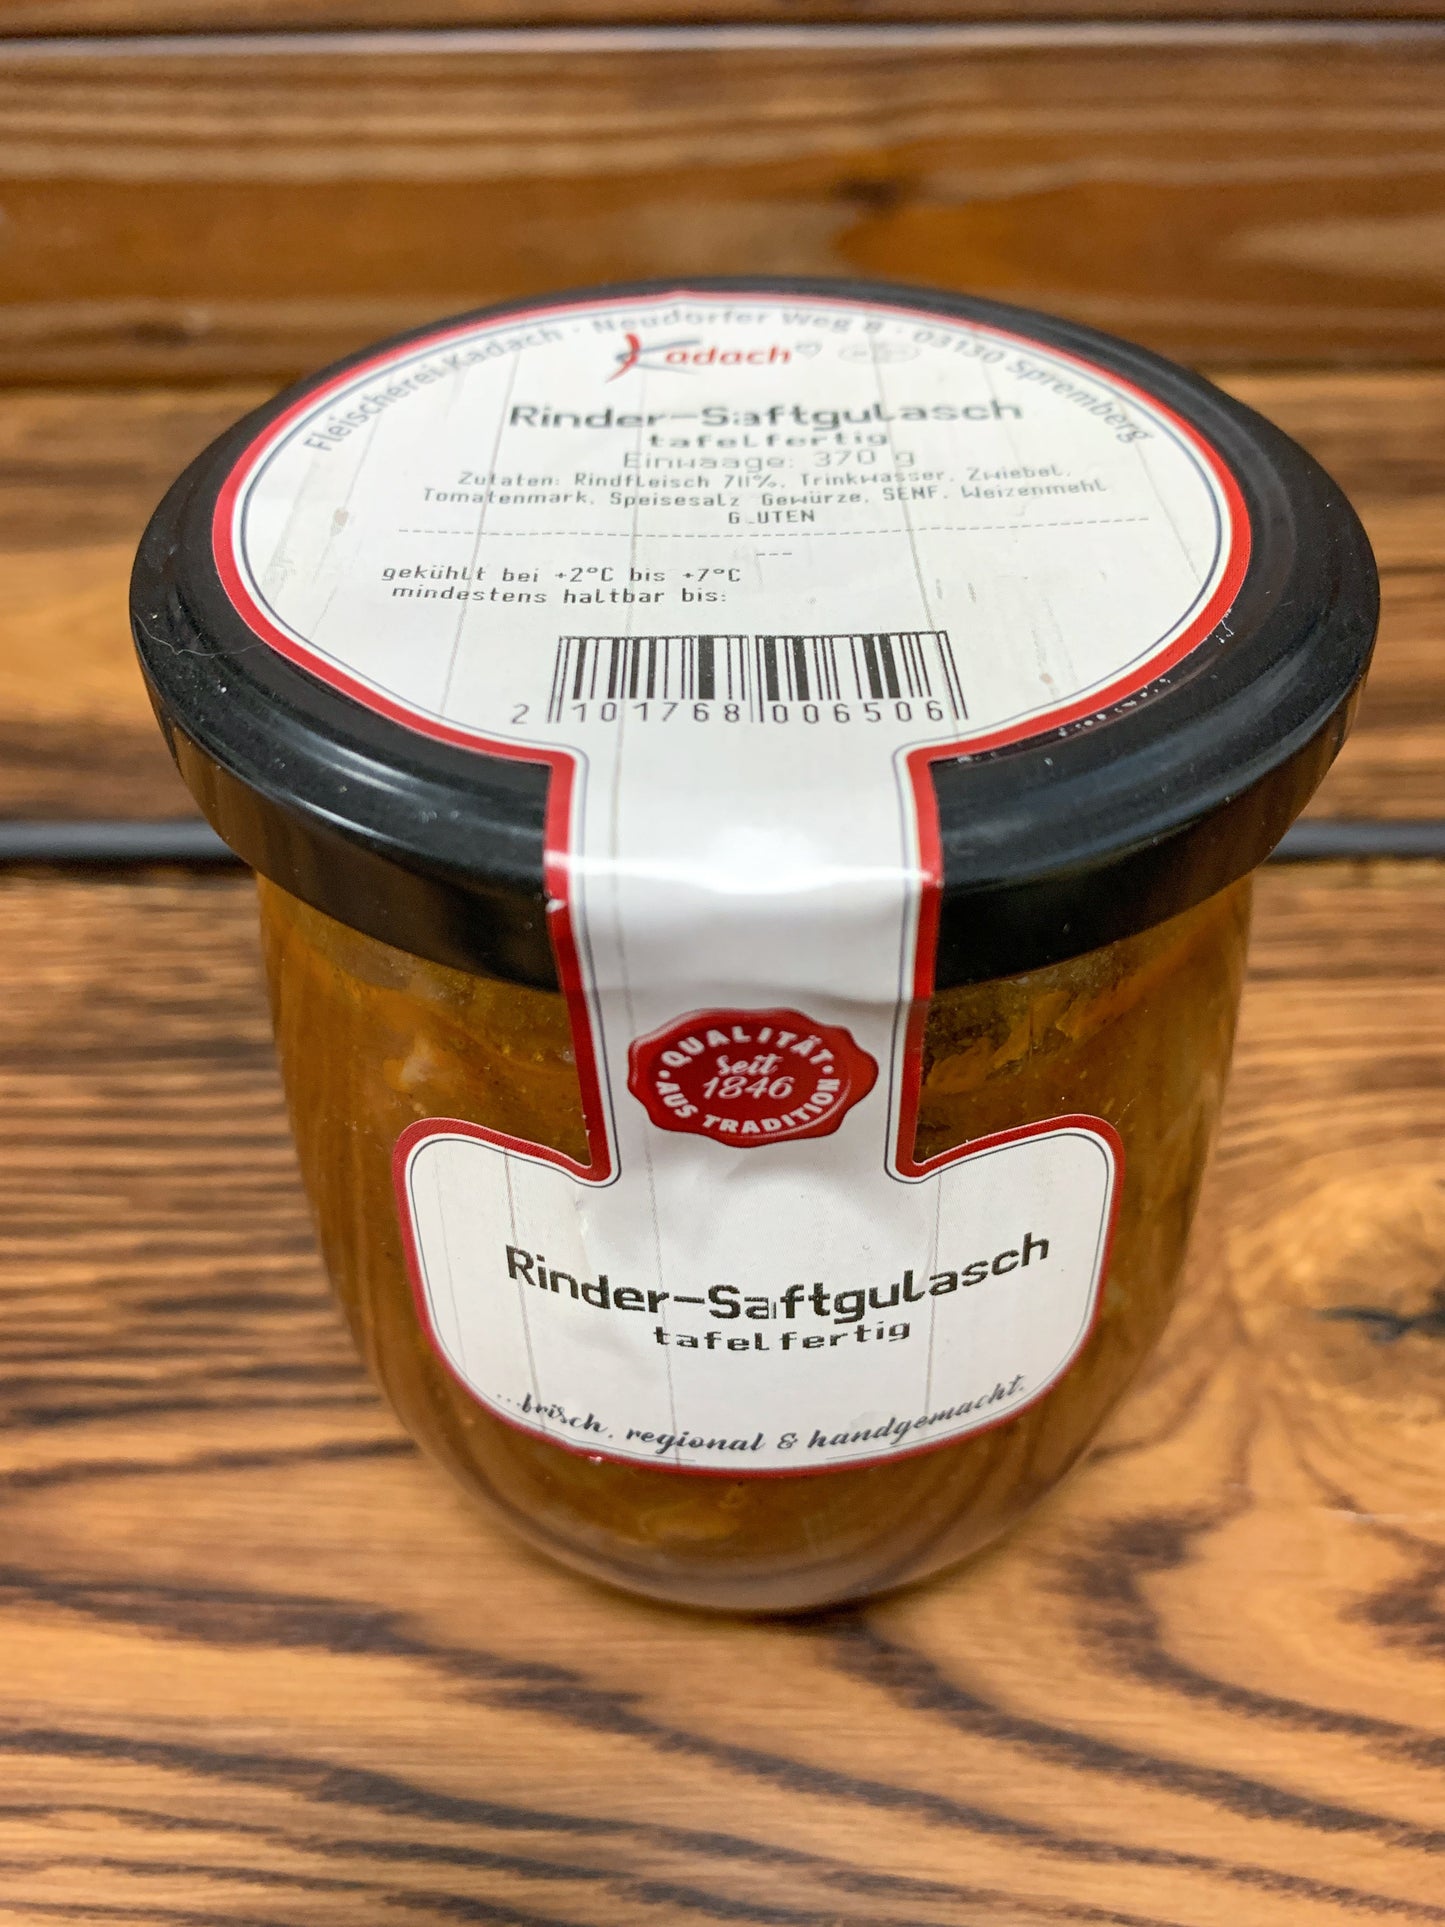 Fleischerei Kadach · Neudorfer Weg 8 · 03130 Spremberg
Kadach
Rinder-Saftgulasch
tafelfertig
Einwaage: 370 g
Zutaten: Rindfleisch 70%, Trinkwasser, Zwiebel,
Tomatenmark, Speisesalz Gewürze, SENF, Weizenmehl
GLUTEN
gekühlt bei +2°C bis +7°C
mindestens haltbar bis:
2 101768 006506
QUALITÄT
seit
1846
AUS TRADITION
Rinder-Saftgulasch
tafelfertig
...frisch, regional & handgemacht.